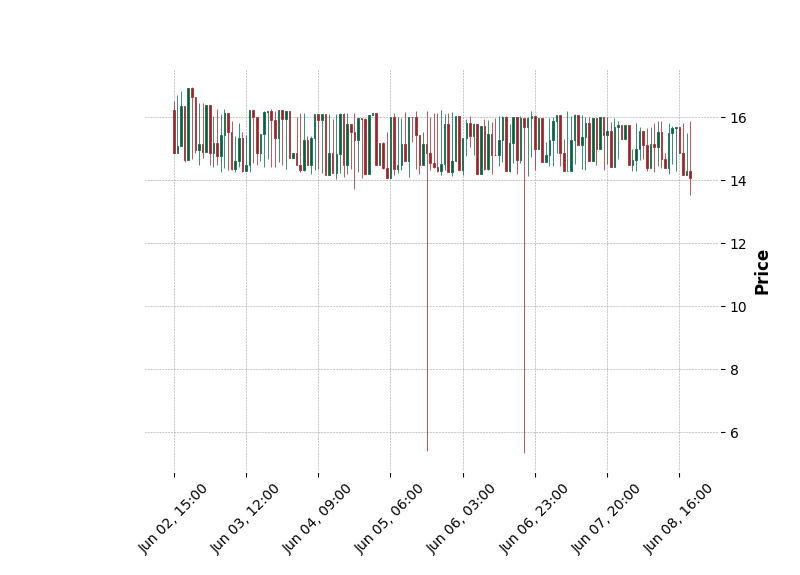 16
14
12
10
8
6
Price
Jun 02, 15:00
Jun 03, 12:00
Jun 04, 09:00
Jun 05, 06:00
Jun 06, 03:00
Jun 06, 23:00
Jun 07, 20:00
Jun 08, 16:00